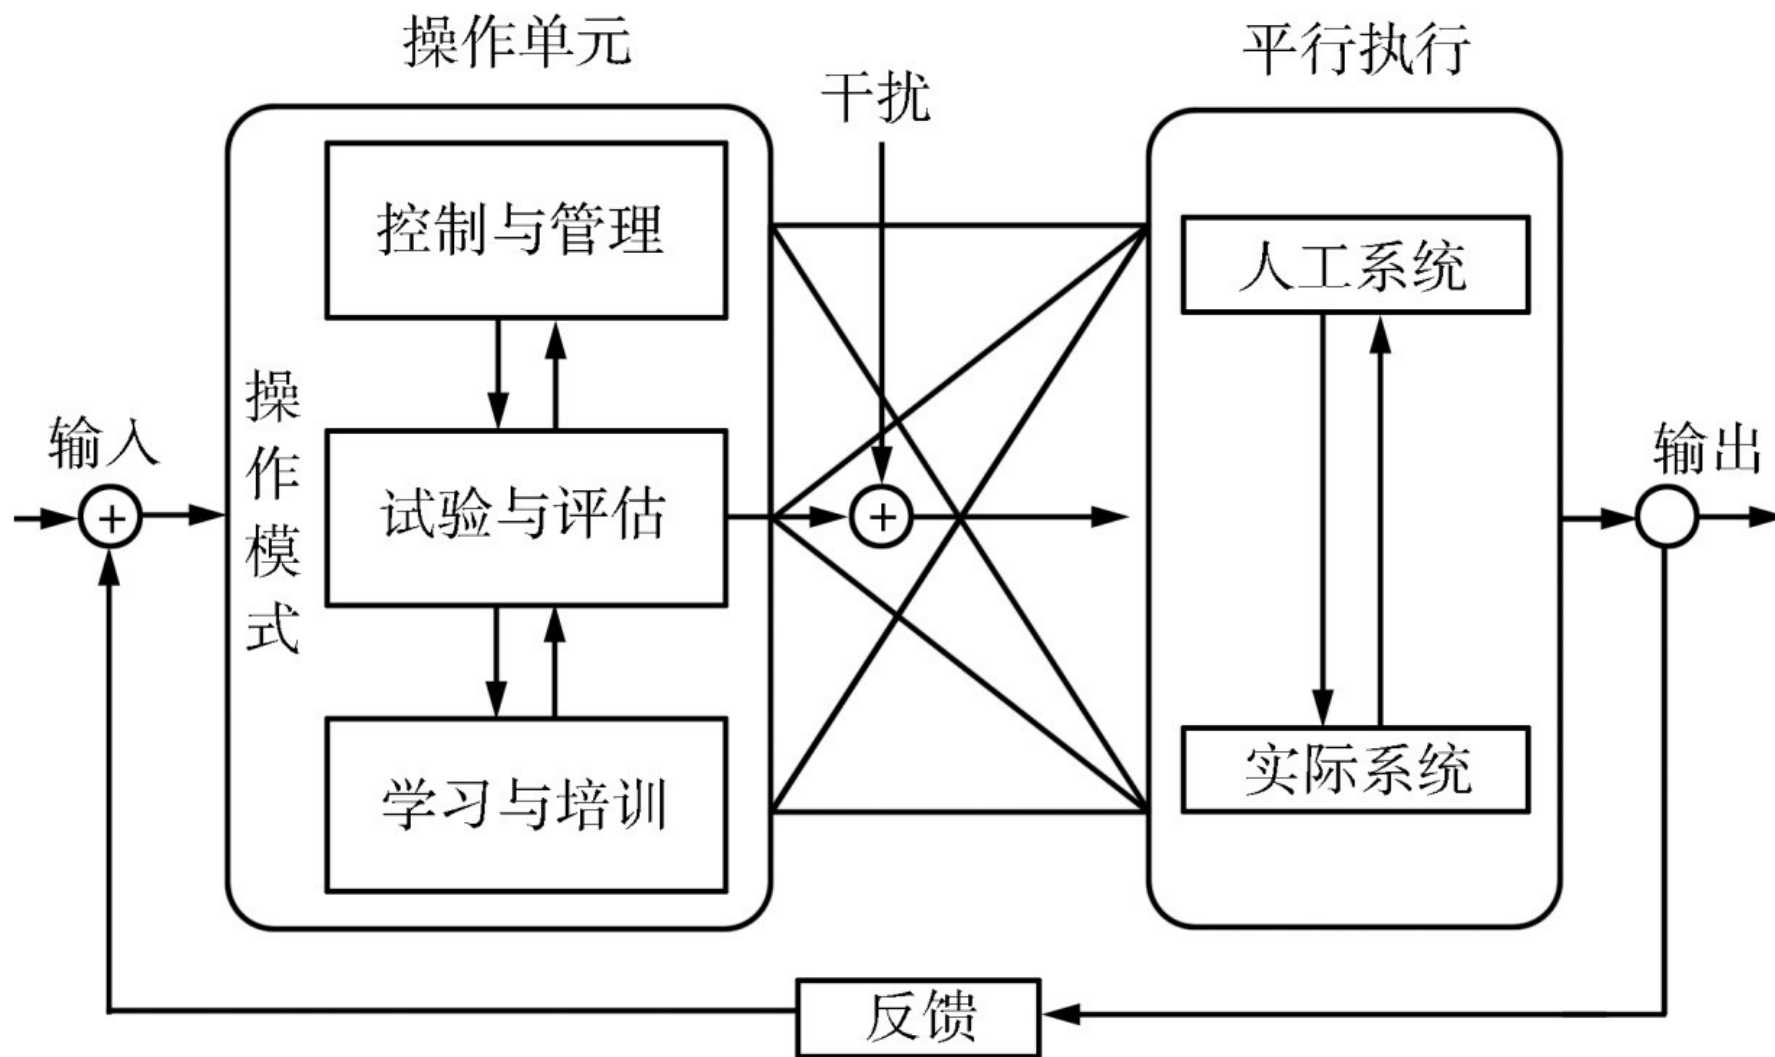 操作单元
平行执行
干扰
控制与管理
人工系统
操作模式
输入
试验与评估
输出
学习与培训
实际系统
反馈